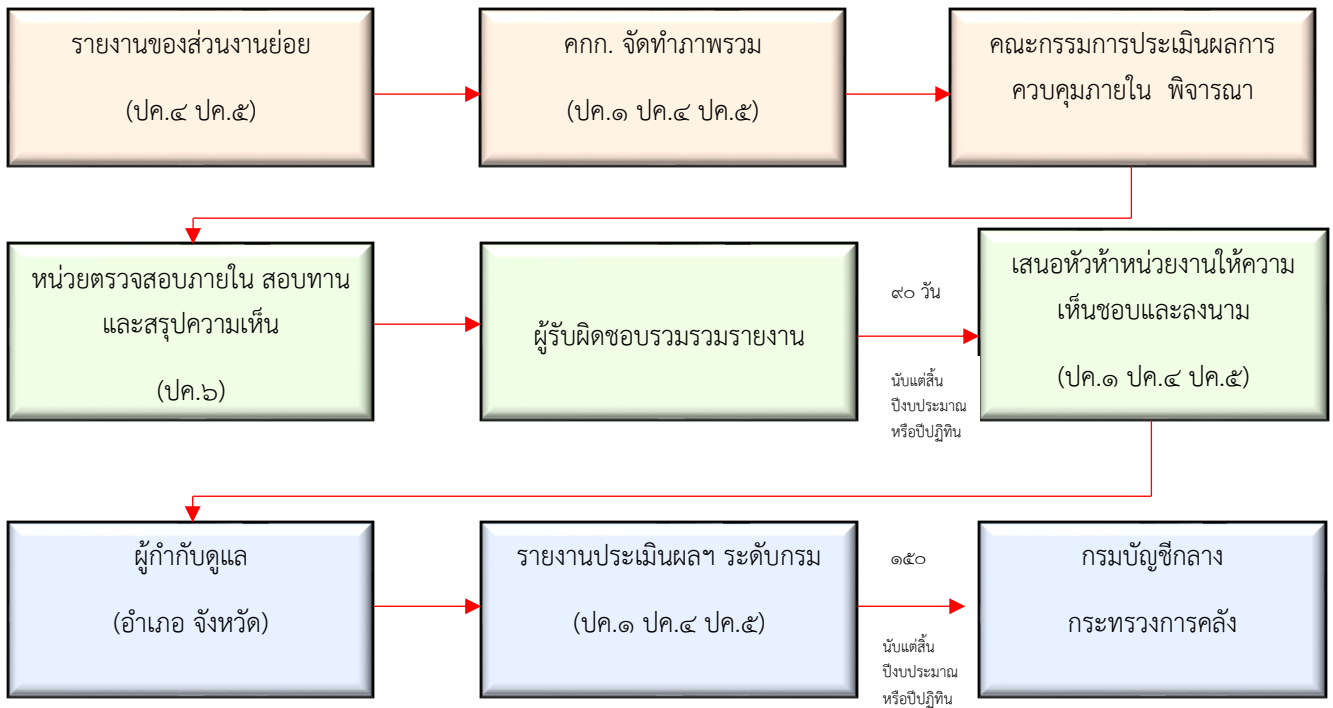 รายงานของส่วนงานย่อย
(ปค.๔ ปค.๕)
คกก. จัดทำภาพรวม
(ปค.๑ ปค.๔ ปค.๕)
คณะกรรมการประเมินผลการ
ควบคุมภายใน พิจารณา
หน่วยตรวจสอบภายใน สอบทาน
และสรุปความเห็น
(ปค.๖)
ผู้รับผิดชอบรวมรวมรายงาน
๙๐ วัน
นับแต่สิ้น
ปีงบประมาณ
หรือปีปฏิทิน
เสนอหัวห้าหน่วยงานให้ความ
เห็นชอบและลงนาม
(ปค.๑ ปค.๔ ปค.๕)
ผู้กำกับดูแล
(อำเภอ จังหวัด)
รายงานประเมินผลฯ ระดับกรม
(ปค.๑ ปค.๔ ปค.๕)
๑๕๐
นับแต่สิ้น
ปีงบประมาณ
หรือปีปฏิทิน
กรมบัญชีกลาง
กระทรวงการคลัง